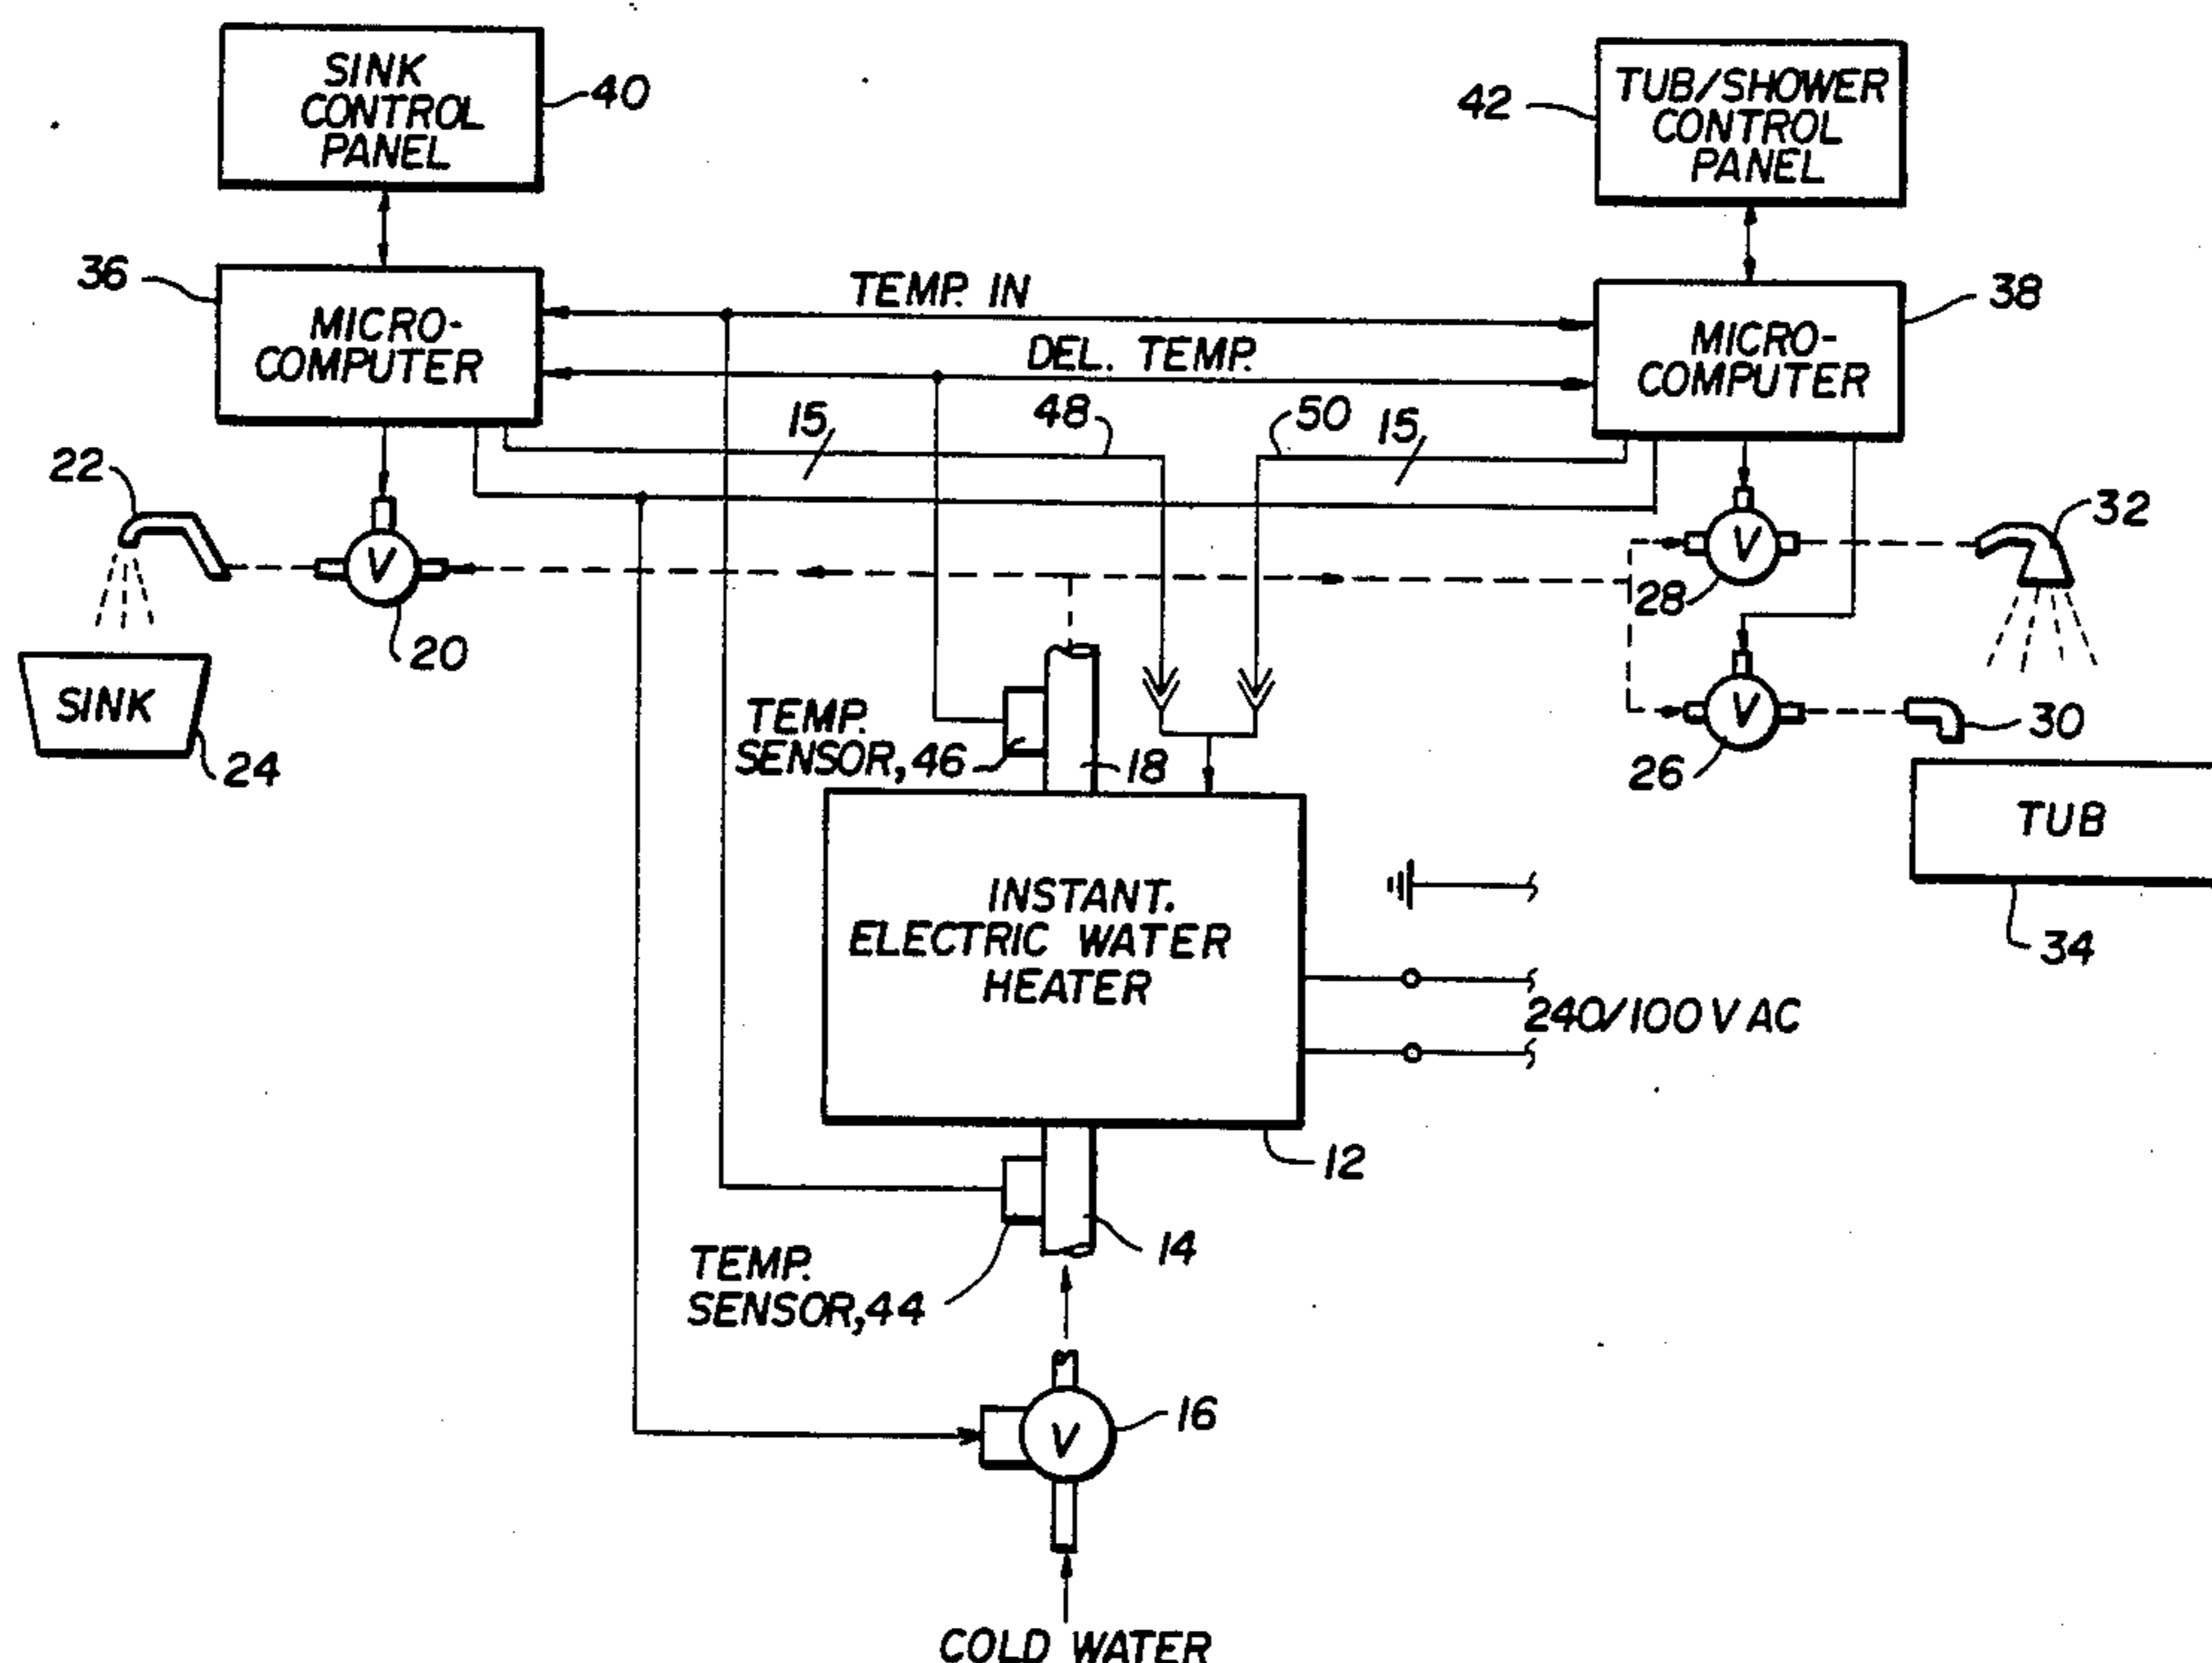 SINK
CONTROL
PANEL
40
42
TUB/SHOWER
CONTROL
PANEL
36
MICRO-
COMPUTER
TEMP. IN
DEL. TEMP.
38
MICRO-
COMPUTER
15
48
50
15
22
V
20
SINK
24
28
V
32
V
26
30
TUB
34
TEMP.
SENSOR, 46
18
INSTANT.
ELECTRIC WATER
HEATER
240/100 V AC
12
14
TEMP.
SENSOR, 44
V
16
COLD WATER